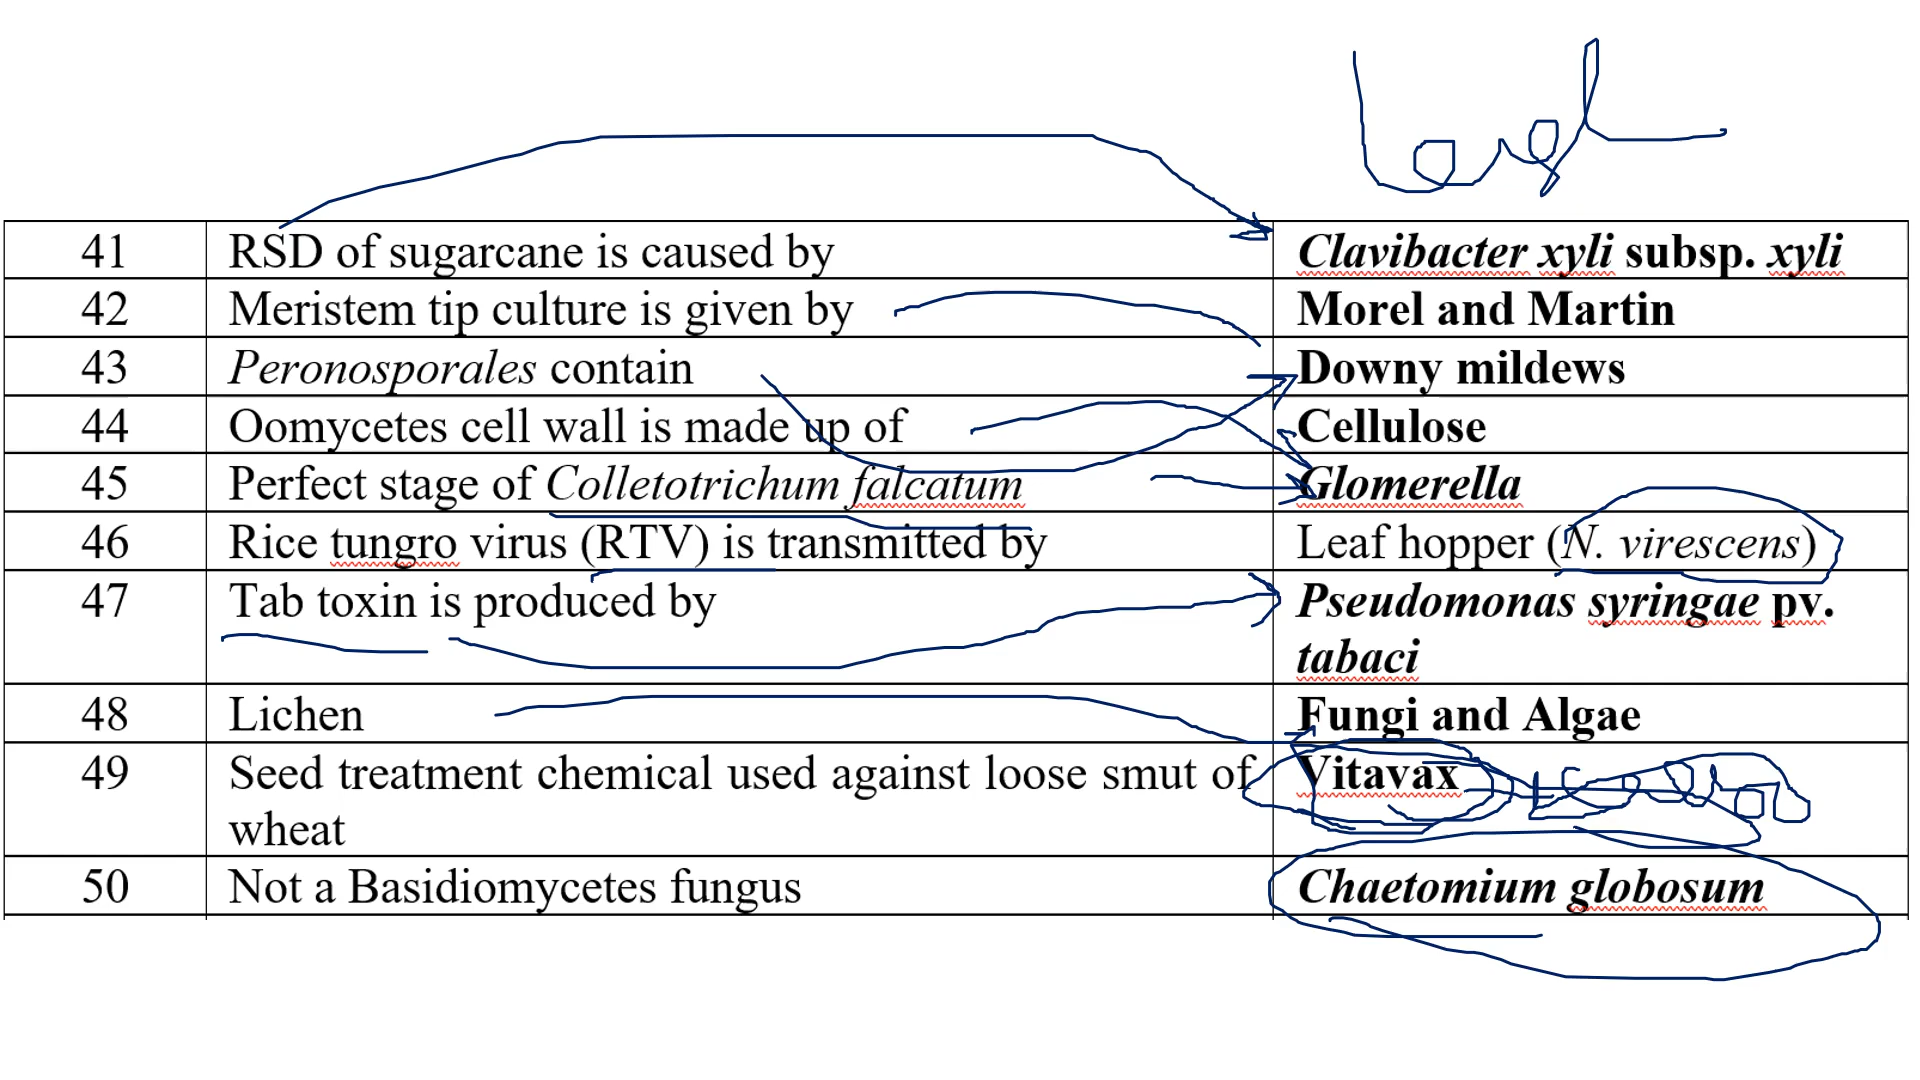 41 RSD of sugarcane is caused by Clavibacter xyli subsp. xyli
42 Meristem tip culture is given by Morel and Martin
43 Peronosporales contain Downy mildews
44 Oomycetes cell wall is made up of Cellulose
45 Perfect stage of Colletotrichum falcatum Glomerella
46 Rice tungro virus (RTV) is transmitted by Leaf hopper (N. virescens)
47 Tab toxin is produced by Pseudomonas syringae pv.
tabaci
48 Lichen Fungi and Algae
49 Seed treatment chemical used against loose smut of Vitavax
wheat
50 Not a Basidiomycetes fungus Chaetomium globosum